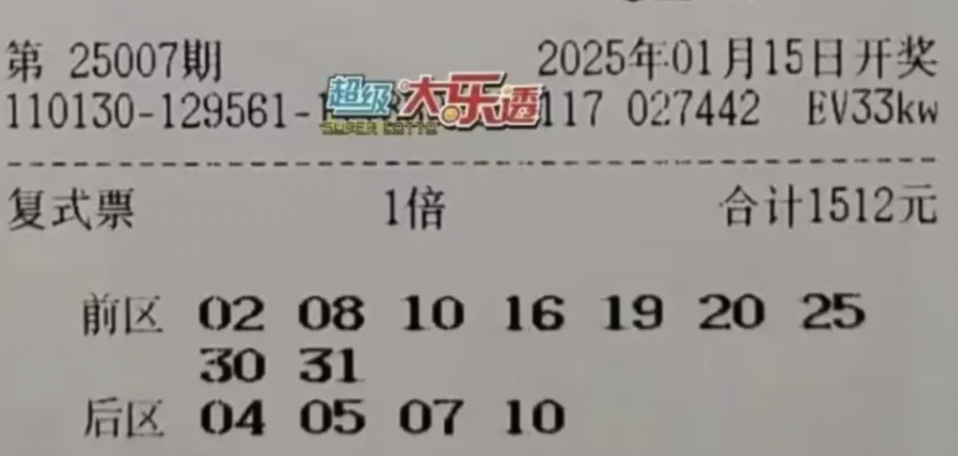 第 25007期 2025年01月15日开奖
110130-129561- 超级大乐透 117 027442 EV33kw
SUPER LOTTO
复式票 1倍 合计1512元
前区 02 08 10 16 19 20 25
30 31
后区 04 05 07 10